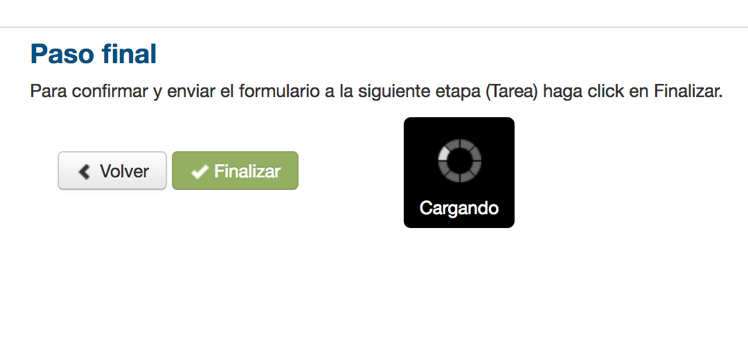 Paso final
Para confirmar y enviar el formulario a la siguiente etapa (Tarea) haga click en Finalizar.
Volver
Finalizar
Cargando